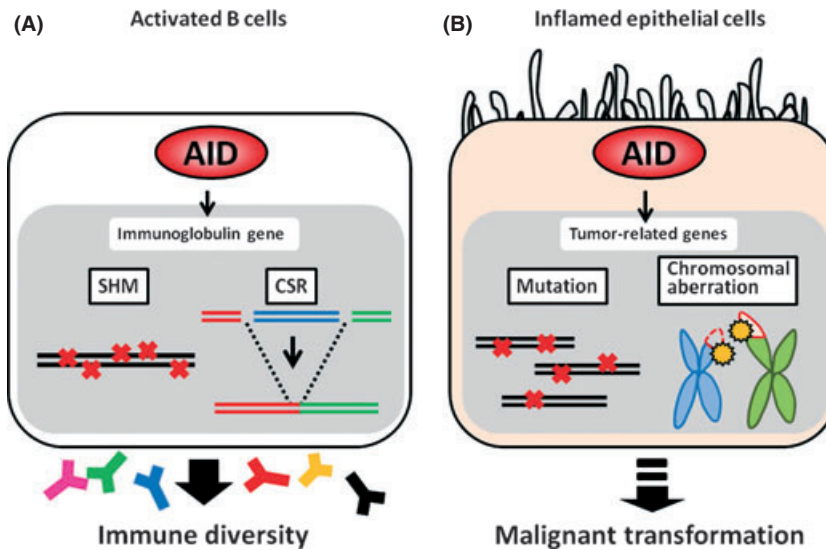 (A)
Activated B cells
AID
Immunoglobulin gene
SHM
CSR
Immune diversity
(B)
Inflamed epithelial cells
AID
Tumor-related genes
Mutation
Chromosomal
aberration
Malignant transformation